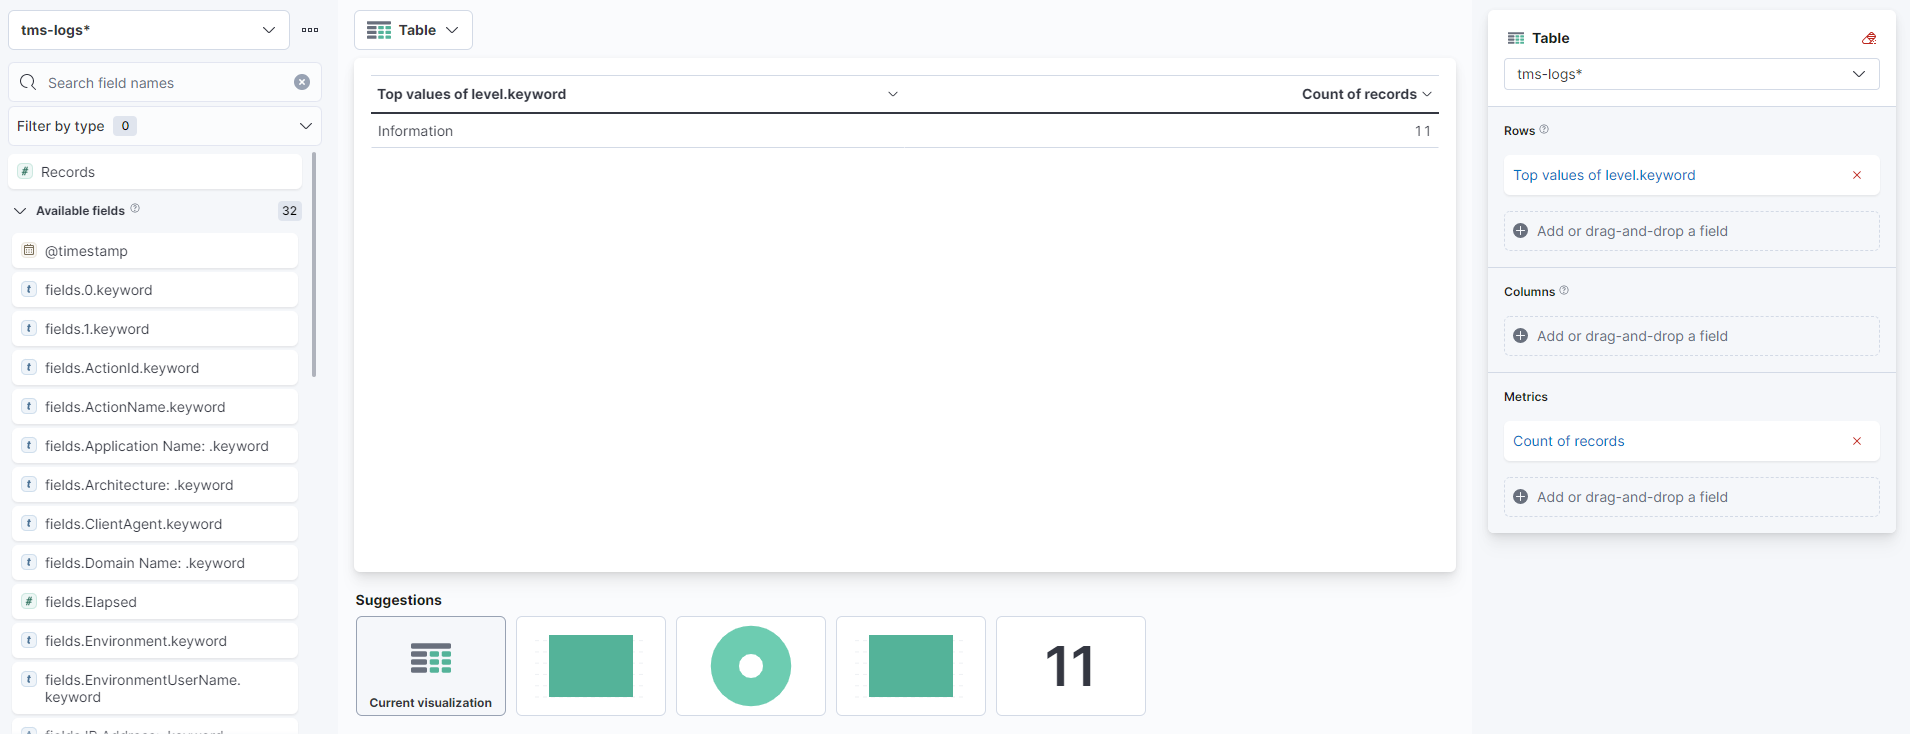 tms-logs*
Search field names
Filter by type 0
# Records
Available fields 32
@timestamp
t fields.0.keyword
t fields.1.keyword
t fields.ActionId.keyword
t fields.ActionName.keyword
t fields.Application Name: .keyword
t fields.Architecture: .keyword
t fields.ClientAgent.keyword
t fields.Domain Name: .keyword
# fields.Elapsed
t fields.Environment.keyword
t fields.EnvironmentUserName.
keyword
Table
Top values of level.keyword Count of records
Information 11
Suggestions
Current visualization
11
Table
tms-logs*
Rows
Top values of level.keyword
Add or drag-and-drop a field
Columns
Add or drag-and-drop a field
Metrics
Count of records
Add or drag-and-drop a field